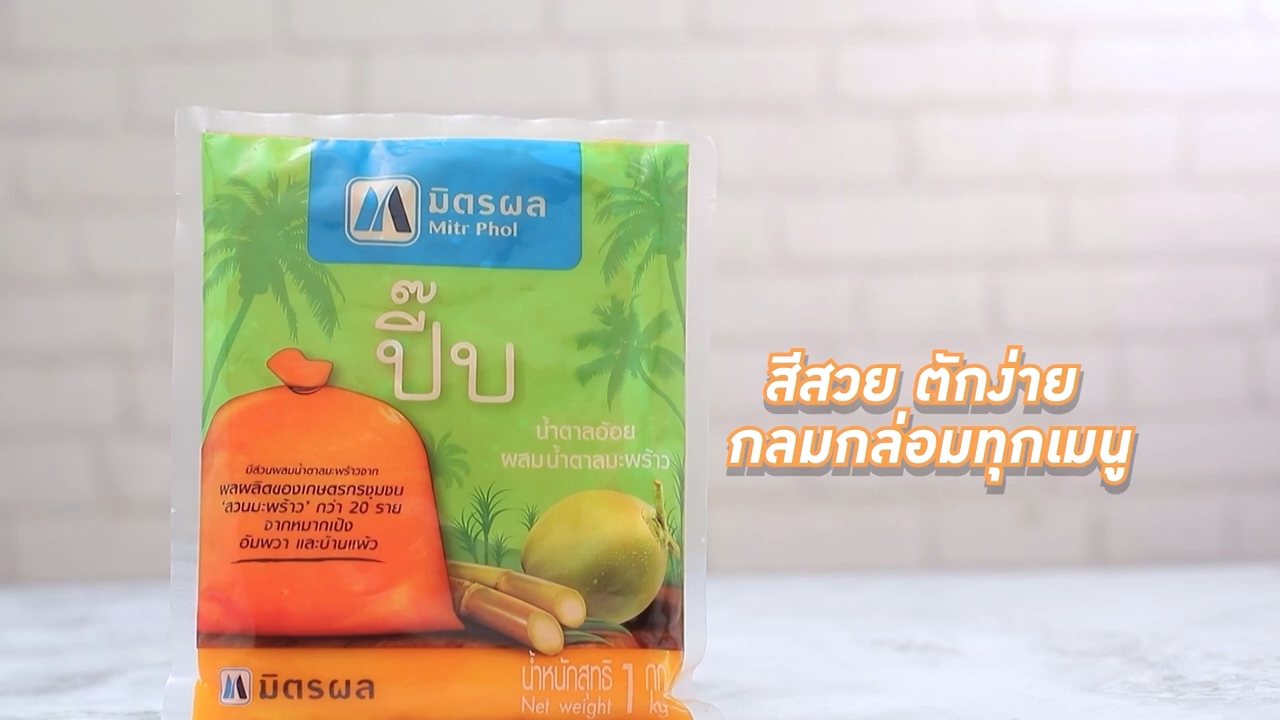 มิตรผล
Mitr Phol
ปี๊บ
น้ำตาลอ้อย
ผสมน้ำตาลมะพร้าว
มีส่วนผสมน้ำตาลมะพร้าวจาก
ผลผลิตของเกษตรกรชุมชน
'สวนมะพร้าว' กว่า 20 ราย
จากหมากเป้ง
อัมพวา และบ้านแพ้ว
สีสวย ตักง่าย
กลมกล่อมทุกเมนู
มิตรผล
น้ำหนักสุทธิ 1 กก
Net weight kg